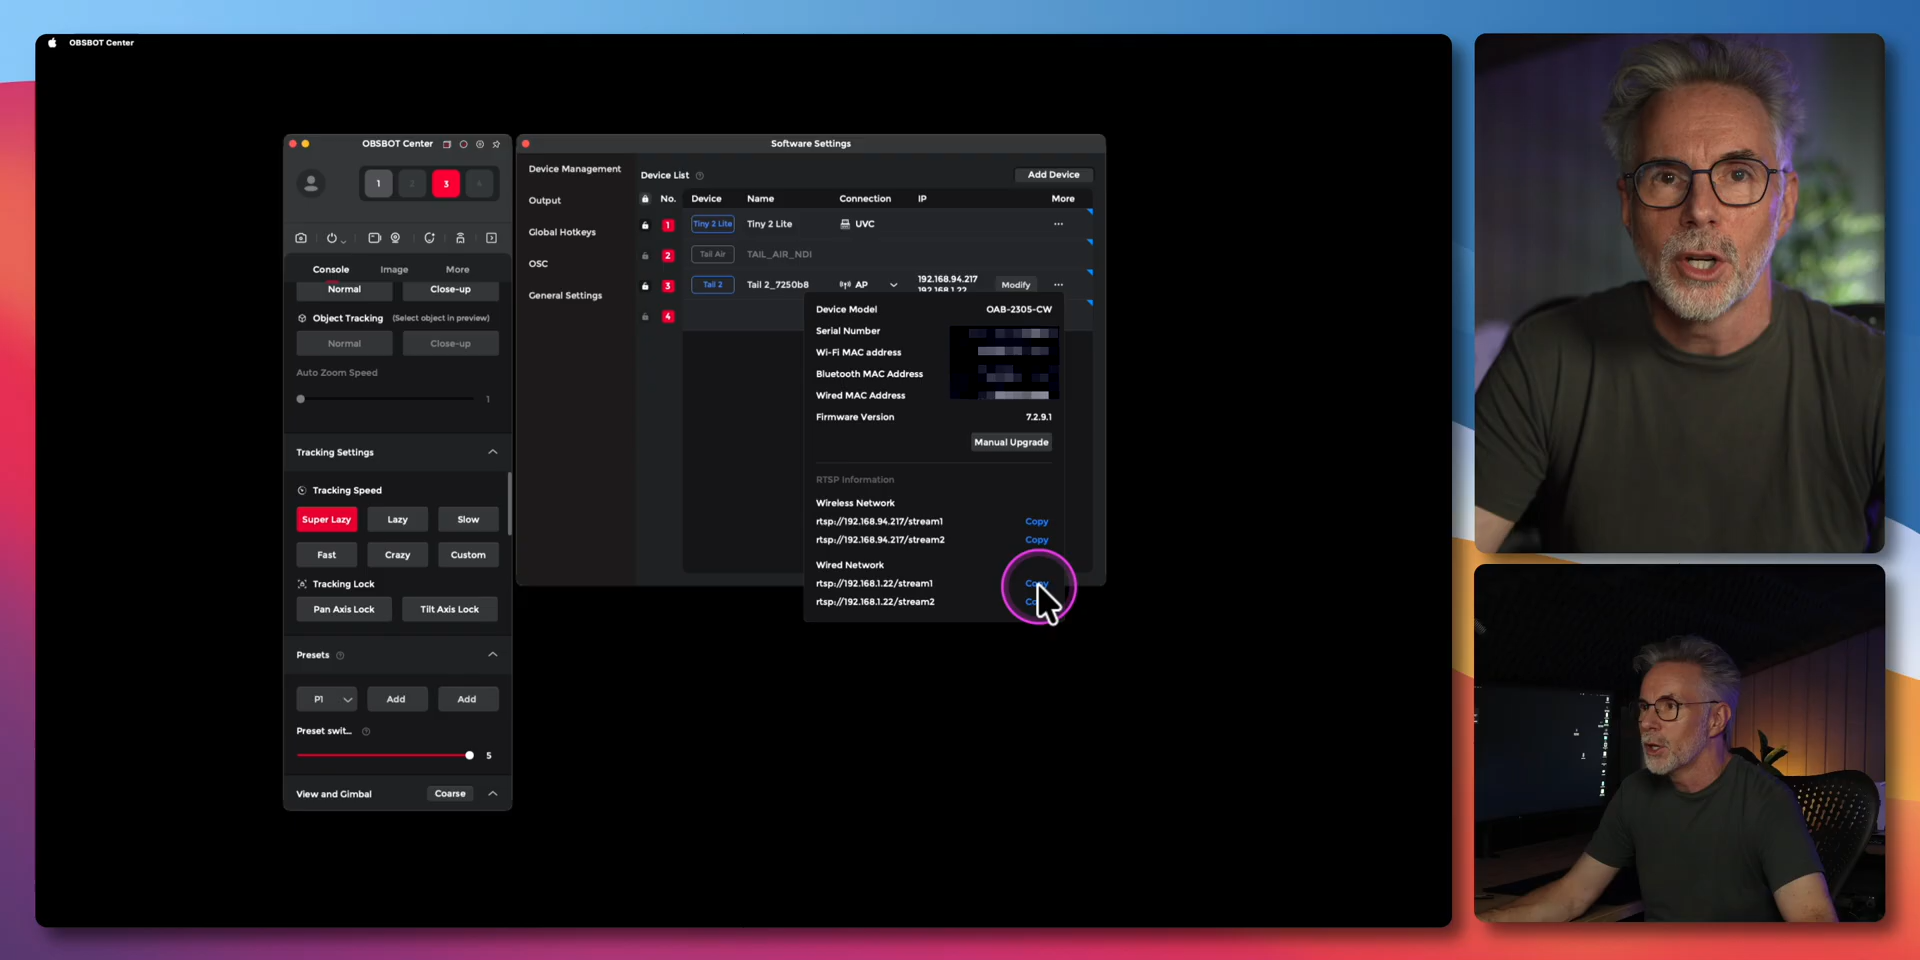 OBSBOT Center
OBSBOT Center
1 2 3 4
Console Image More
Normal Close-up
Object Tracking (Select object in preview)
Normal Close-up
Auto Zoom Speed
1
Tracking Settings
Tracking Speed
Super Lazy Lazy Slow
Fast Crazy Custom
Tracking Lock
Pan Axis Lock Tilt Axis Lock
Presets
P1 Add Add
Preset swit...
5
View and Gimbal Coarse
Software Settings
Device Management
Output
Global Hotkeys
OSC
General Settings
Device List Add Device
No. Device Name Connection IP More
1 Tiny 2 Lite Tiny 2 Lite UVC
2 Tail Air TAIL_AIR_NDI
3 Tail 2 Tail 2_7250b8 AP 192.168.94.217 Modify
192.168.1.22
4
Device Model OAB-2305-CW
Serial Number
Wi-Fi MAC address
Bluetooth MAC Address
Wired MAC Address
Firmware Version 7.2.9.1
Manual Upgrade
RTSP Information
Wireless Network
rtsp://192.168.94.217/stream1 Copy
rtsp://192.168.94.217/stream2 Copy
Wired Network
rtsp://192.168.1.22/stream1 Copy
rtsp://192.168.1.22/stream2